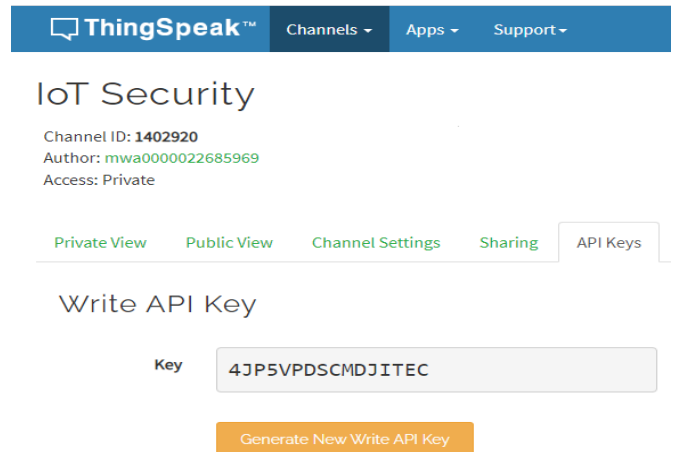 ThingSpeak™ Channels Apps Support
IoT Security
Channel ID: 1402920
Author: mwa0000022685969
Access: Private
Private View Public View Channel Settings Sharing API Keys
Write API Key
Key 4JP5VPDSCMDJITEC
Generate New Write API Key